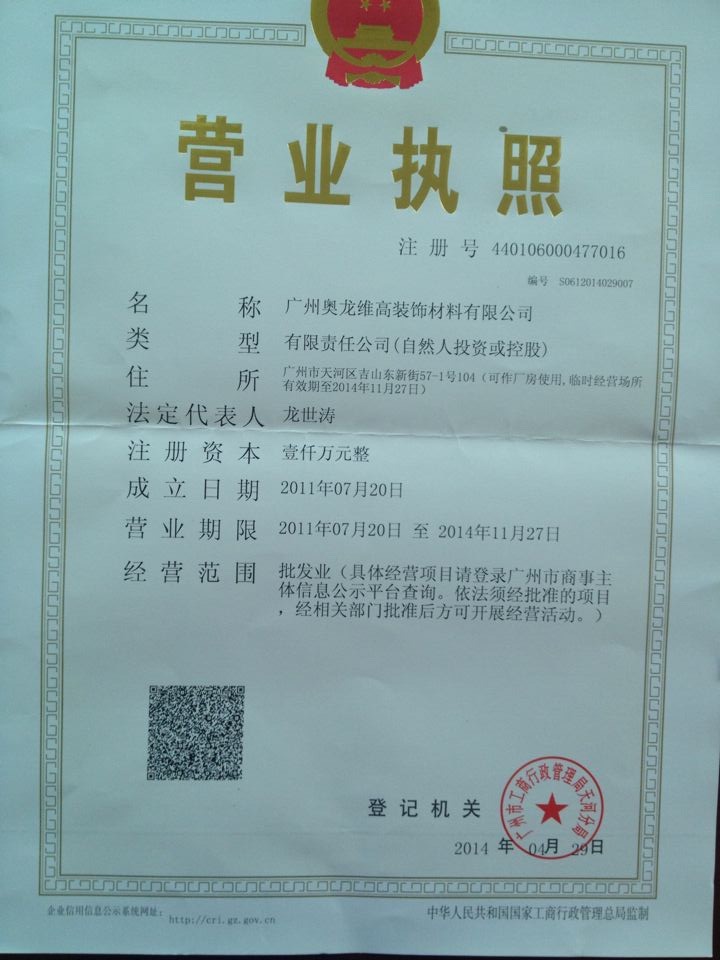 营业执照
注册号 440106000477016
编号 S0612014029007
名称 广州奥龙维高装饰材料有限公司
类型 有限责任公司(自然人投资或控股)
住所 广州市天河区吉山东新街57-1号104（可作厂房使用,临时经营场所
有效期至2014年11月27日）
法定代表人 龙世涛
注册资本 壹仟万元整
成立日期 2011年07月20日
营业期限 2011年07月20日 至 2014年11月27日
经营范围 批发业（具体经营项目请登录广州市商事主
体信息公示平台查询。依法须经批准的项目
，经相关部门批准后方可开展经营活动。）
广州市工商行政管理局天河分局
登记机关
2014 年 04月 29日
企业信用信息公示系统网址： http://cri.gz.gov.cn
中华人民共和国国家工商行政管理总局监制